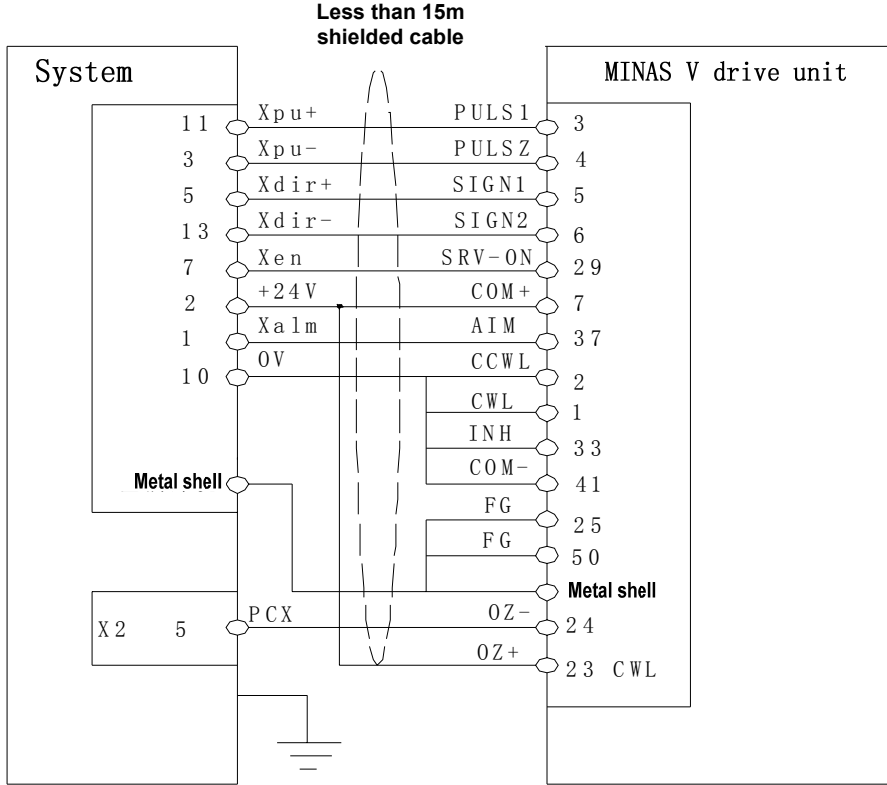 Less than 15m
shielded cable
System MINAS V drive unit
11 Xpu+ PULS1 3
3 Xpu- PULSZ 4
5 Xdir+ SIGN1 5
13 Xdir- SIGN2 6
7 Xen SRV-ON 29
2 +24V COM+ 7
1 Xalm AIM 37
10 0V CCWL 2
CWL 1
INH 33
COM- 41
Metal shell
FG 25
FG 50
Metal shell
X2 5 PCX OZ- 24
OZ+ 23 CWL